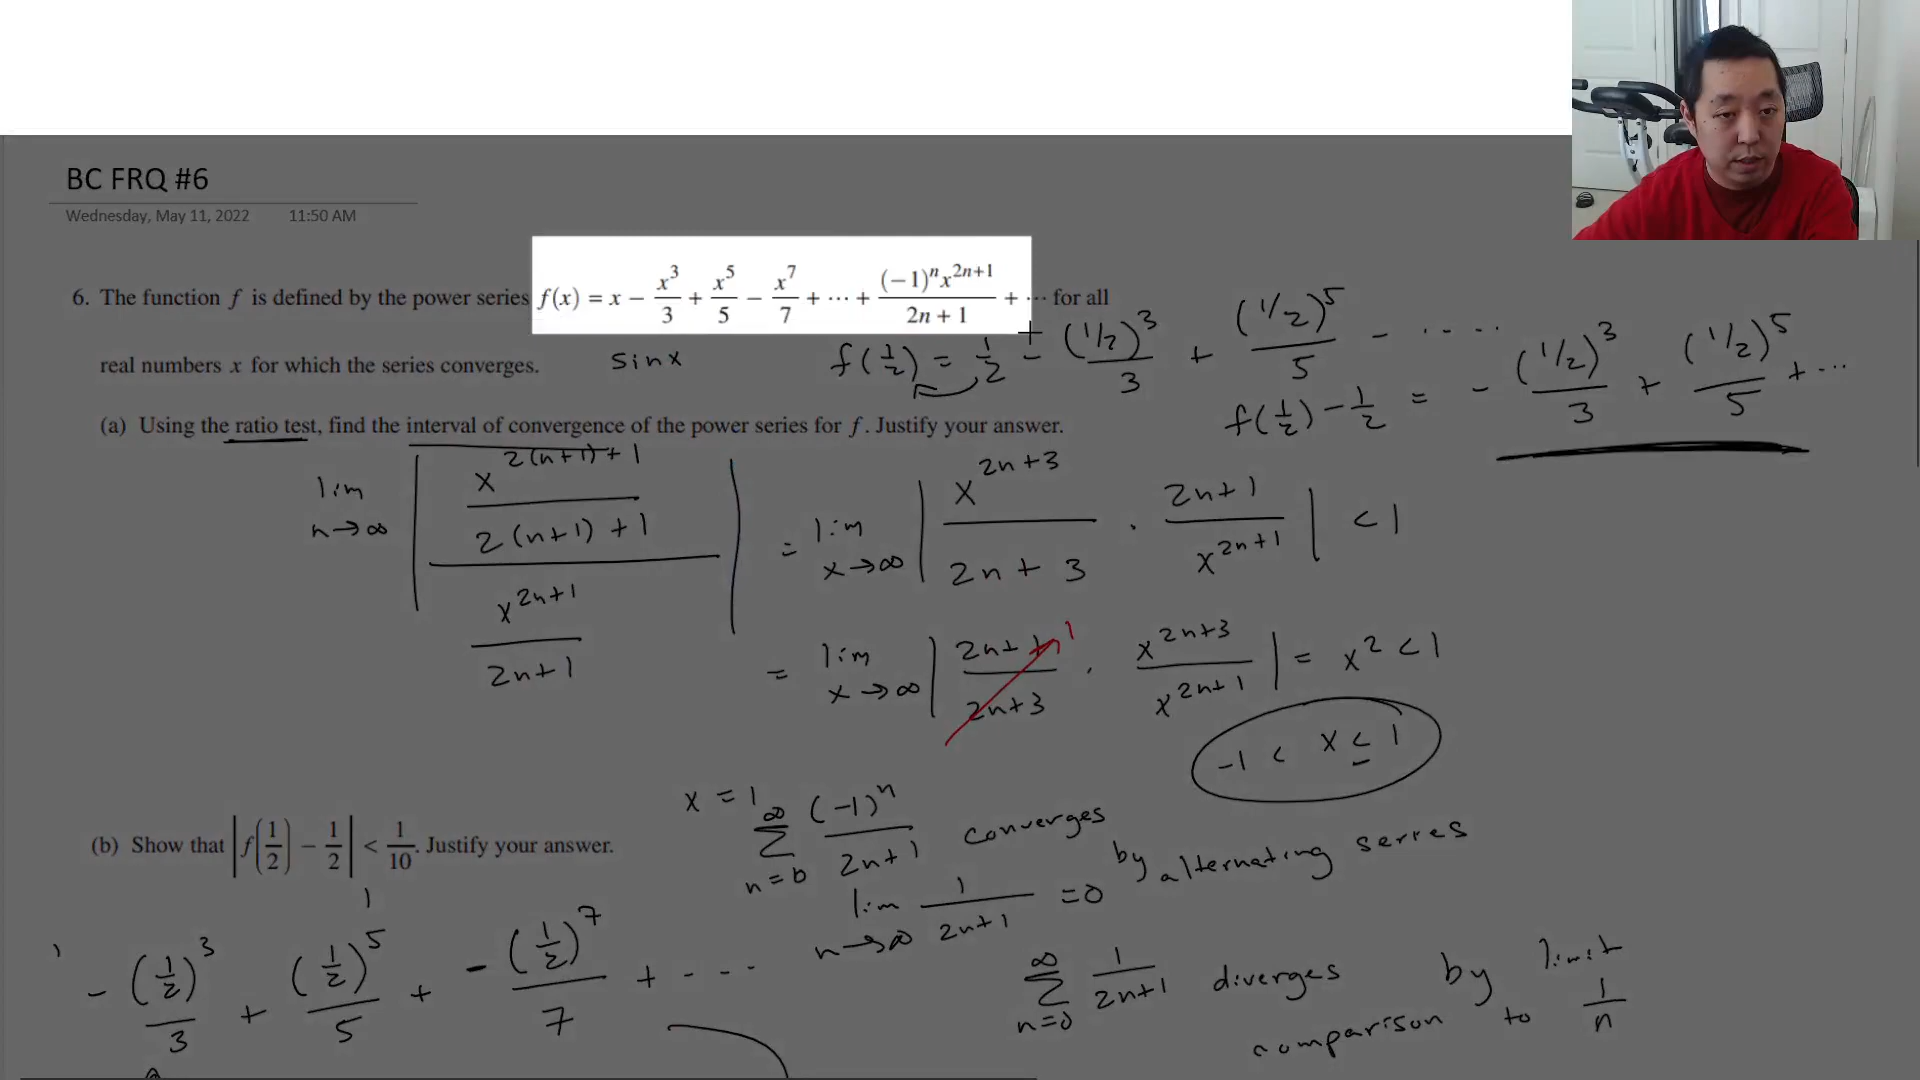 BC FRQ #6
Wednesday, May 11, 2022 11:50 AM
6. The function f is defined by the power series f(x) = x − x^3/3 + x^5/5 − x^7/7 + ··· + (−1)^n x^(2n+1)/(2n + 1) + ··· for all
real numbers x for which the series converges.
sin x
f(1/2) = 1/2 − (1/2)^3/3 + (1/2)^5/5 − ·····
f(1/2) − 1/2 = − (1/2)^3/3 + (1/2)^5/5 + ···
(a) Using the ratio test, find the interval of convergence of the power series for f. Justify your answer.
lim n→∞ | (x^(2(n+1)+1)/(2(n+1)+1)) / (x^(2n+1)/(2n+1)) | = lim x→∞ | x^(2n+3)/(2n+3) · (2n+1)/x^(2n+1) | < 1
= lim x→∞ | (2n+1)/(2n+3) · x^(2n+3)/x^(2n+1) | = x^2 < 1
1
−1 < x ≤ 1
x = 1
∞ Σ n=0 (−1)^n/(2n+1) converges by alternating series
lim n→∞ 1/(2n+1) = 0
∞ Σ n=0 1/(2n+1) diverges by limit
comparison to 1/n
(b) Show that |f(1/2) − 1/2| < 1/10. Justify your answer.
− (1/2)^3/3 + (1/2)^5/5 + − (1/2)^7/7 + ····